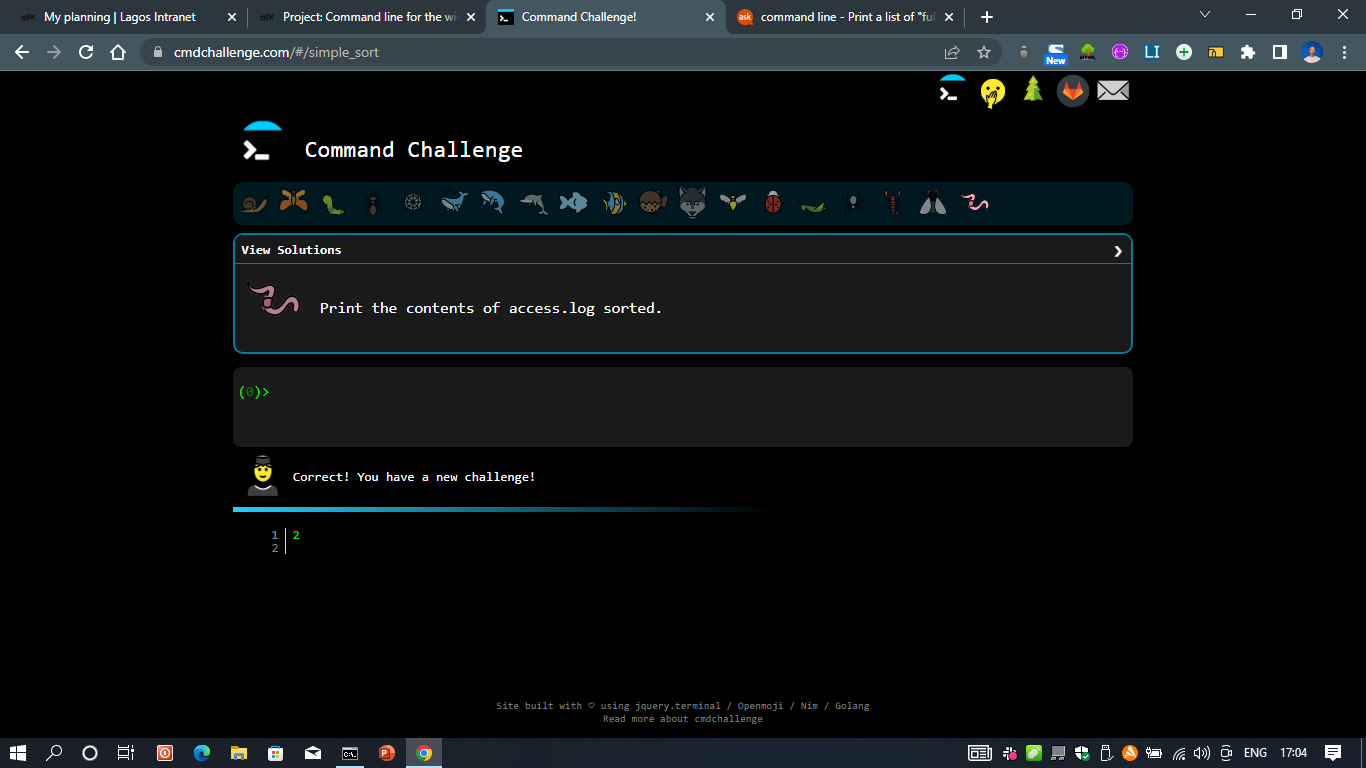 My planning | Lagos Intranet
Project: Command line for the wi
Command Challenge!
command line - Print a list of "ful
cmdchallenge.com/#/simple_sort
New
LI
Command Challenge
View Solutions
Print the contents of access.log sorted.
(0)>
Correct! You have a new challenge!
1 2
2
Site built with ♡ using jquery.terminal / Openmoji / Nim / Golang
Read more about cmdchallenge
ENG 17:04